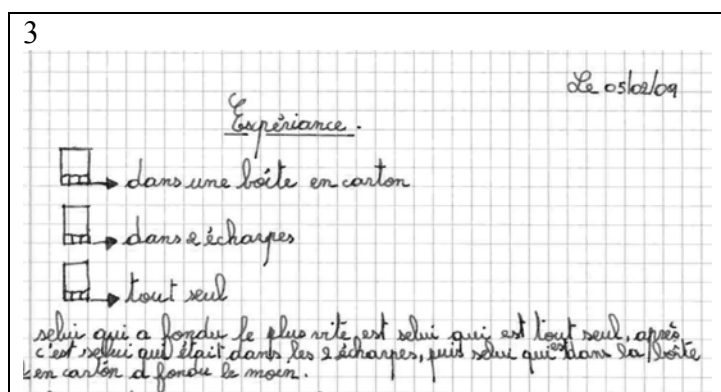 3
Le 05/02/09
Expériance.
dans une boîte en carton
dans 2 écharpes
tout seul
selui qui a fondu le plus vite est selui qui est tout seul, après
c'est selui qui était dans les 2 écharpes, puis selui qui est dans la boîte
en carton a fondu le moin.